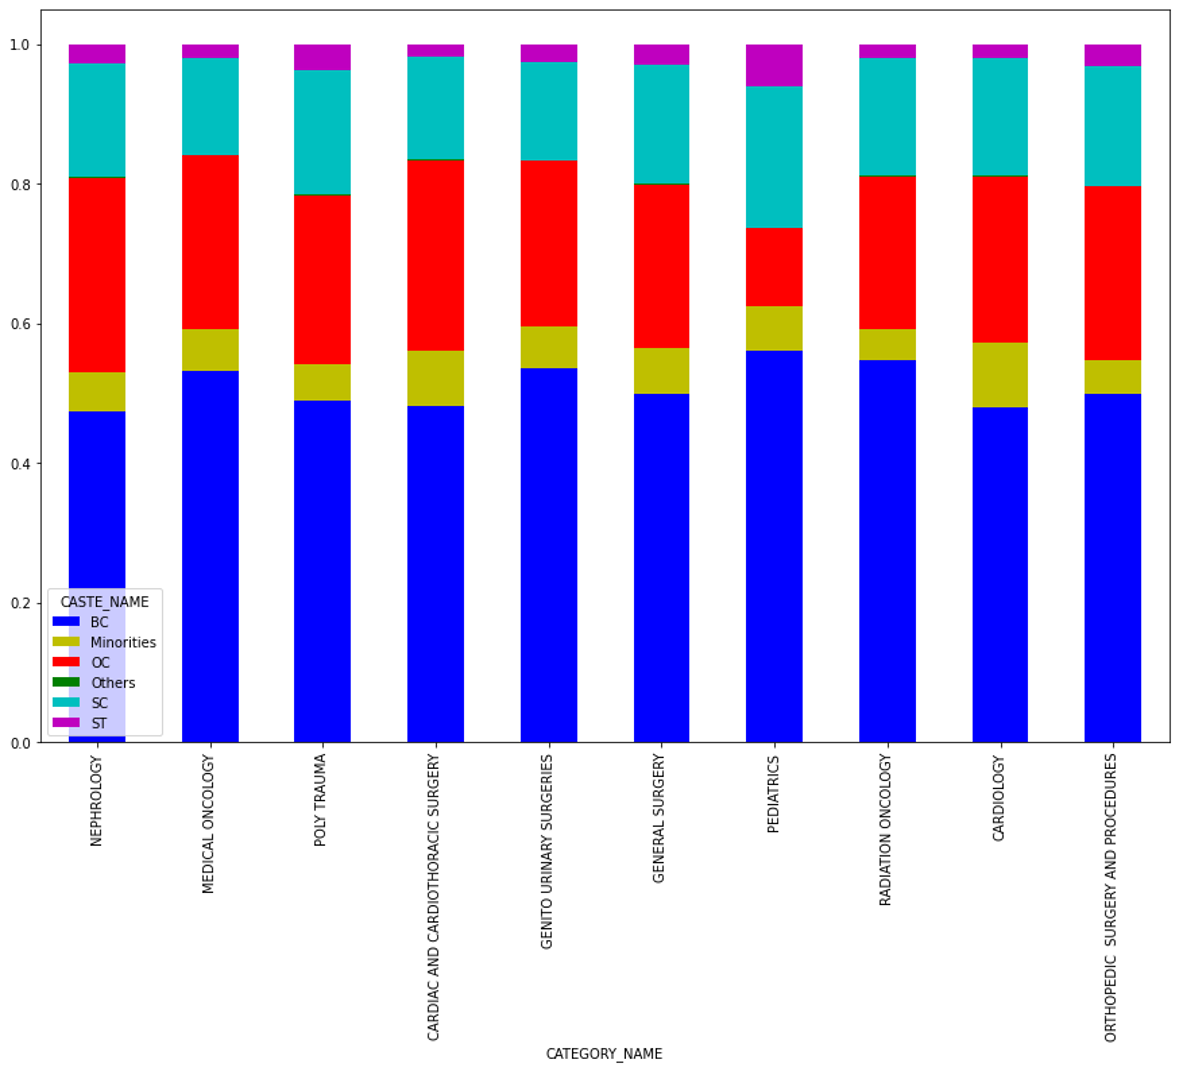 1.0
0.8
0.6
0.4
0.2
0.0
CASTE_NAME
BC
Minorities
OC
Others
SC
ST
NEPHROLOGY
MEDICAL ONCOLOGY
POLY TRAUMA
CARDIAC AND CARDIOTHORACIC SURGERY
GENITO URINARY SURGERIES
GENERAL SURGERY
PEDIATRICS
RADIATION ONCOLOGY
CARDIOLOGY
ORTHOPEDIC  SURGERY AND PROCEDURES
CATEGORY_NAME